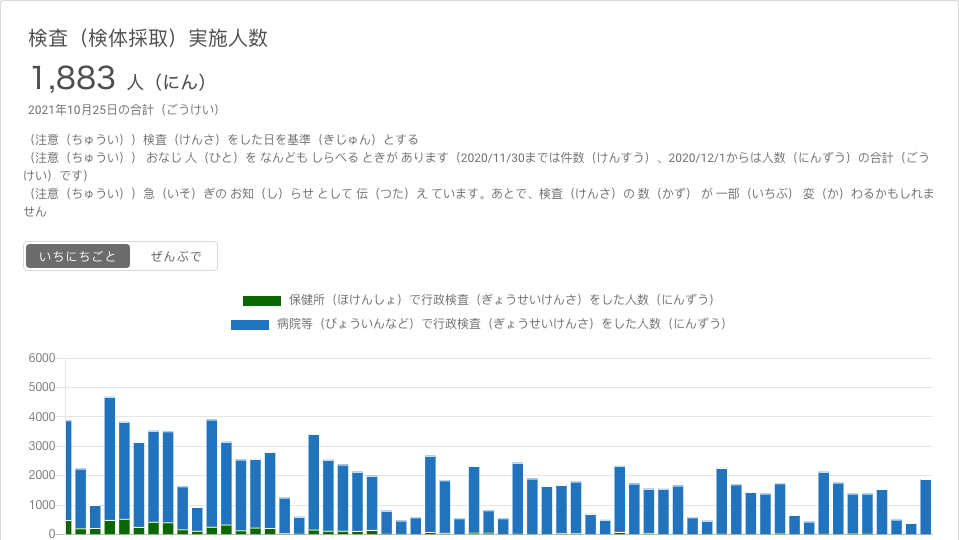 検査（検体採取）実施人数
1,883 人（にん）
2021年10月25日の合計（ごうけい）
（注意（ちゅうい））検査（けんさ）をした日を基準（きじゅん）とする
（注意（ちゅうい）） おなじ 人（ひと）を なんども しらべる ときが あります（2020/11/30までは件数（けんすう）、2020/12/1からは人数（にんずう）の合計（ごう
けい）です）
（注意（ちゅうい））急（いそ）ぎの お知（し）らせ として 伝（つた）え ています。あとで、検査（けんさ）の 数（かず） が 一部（いちぶ） 変（か）わるかもしれま
せん
いちにちごと ぜんぶで
保健所（ほけんしょ）で行政検査（ぎょうせいけんさ）をした人数（にんずう）
病院等（びょういんなど）で行政検査（ぎょうせいけんさ）をした人数（にんずう）
6000
5000
4000
3000
2000
1000
0